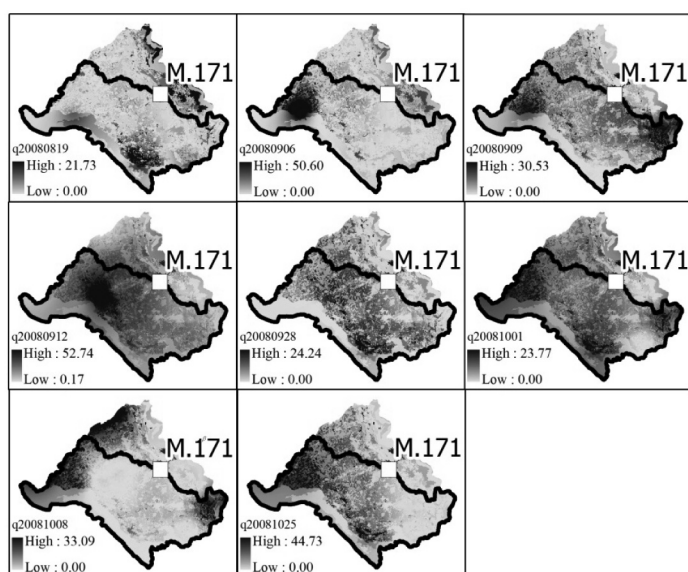 M.171
q20080819
High : 21.73
Low : 0.00
M.171
q20080906
High : 50.60
Low : 0.00
M.171
q20080909
High : 30.53
Low : 0.00
M.171
q20080912
High : 52.74
Low : 0.17
M.171
q20080928
High : 24.24
Low : 0.00
M.171
q20081001
High : 23.77
Low : 0.00
M.171
q20081008
High : 33.09
Low : 0.00
M.171
q20081025
High : 44.73
Low : 0.00